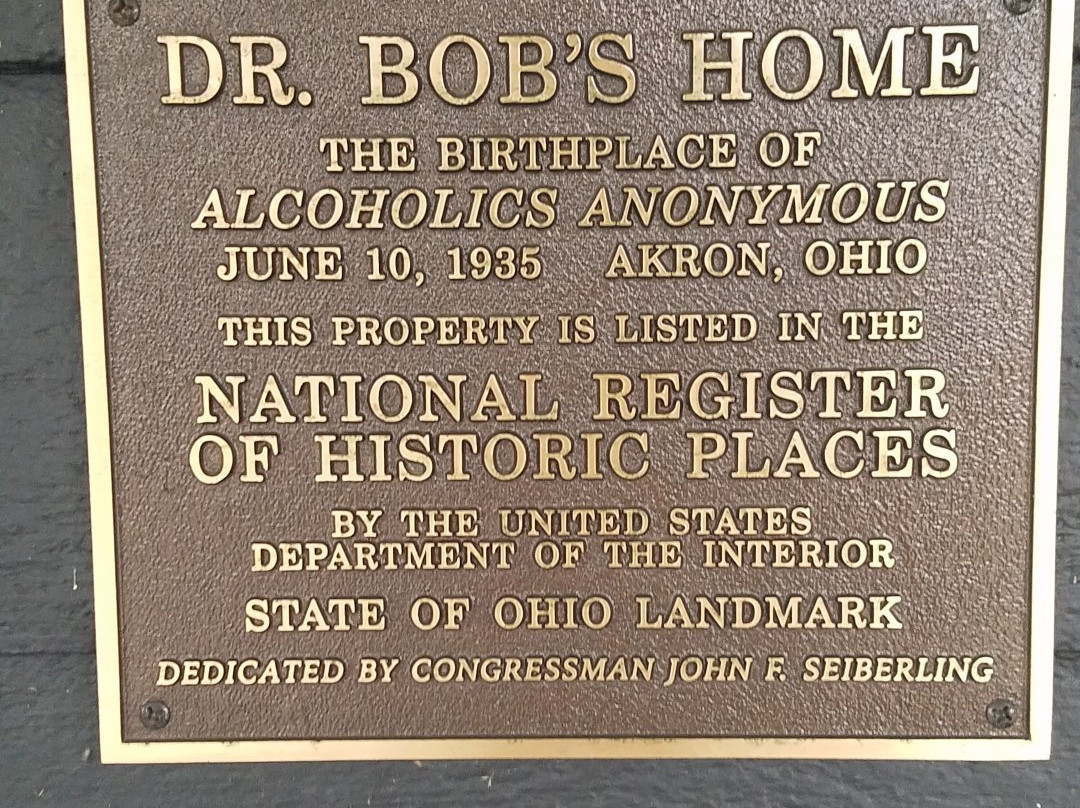 DR. BOB'S HOME
THE BIRTHPLACE OF
ALCOHOLICS ANONYMOUS
JUNE 10, 1935 AKRON, OHIO
THIS PROPERTY IS LISTED IN THE
NATIONAL REGISTER
OF HISTORIC PLACES
BY THE UNITED STATES
DEPARTMENT OF THE INTERIOR
STATE OF OHIO LANDMARK
DEDICATED BY CONGRESSMAN JOHN F. SEIBERLING